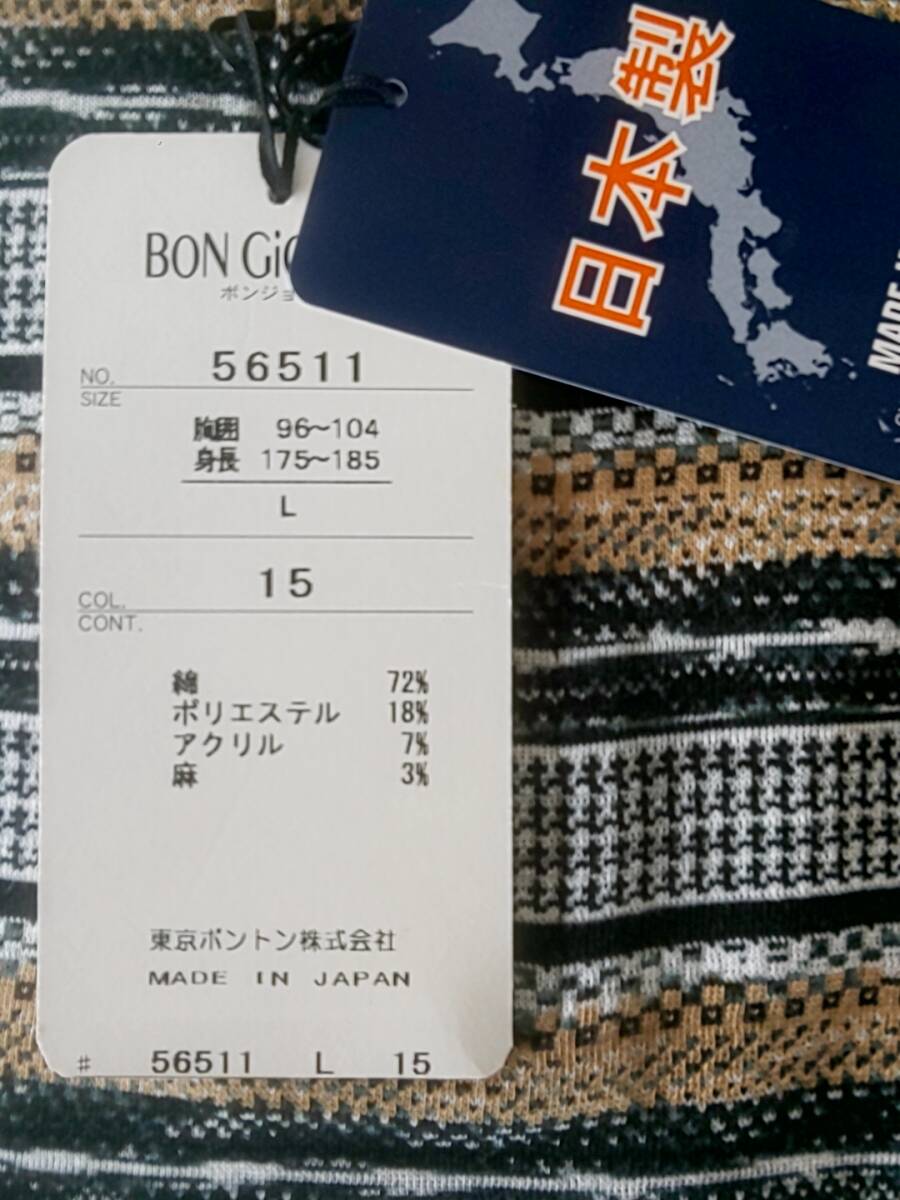 BON GiO
ボンジョ
NO. 56511
SIZE
胸囲 96～104
身長 175～185
L
COL. 15
CONT.
綿 72%
ポリエステル 18%
アクリル 7%
麻 3%
東京ボントン株式会社
MADE IN JAPAN
# 56511 L 15
日本製
MADE